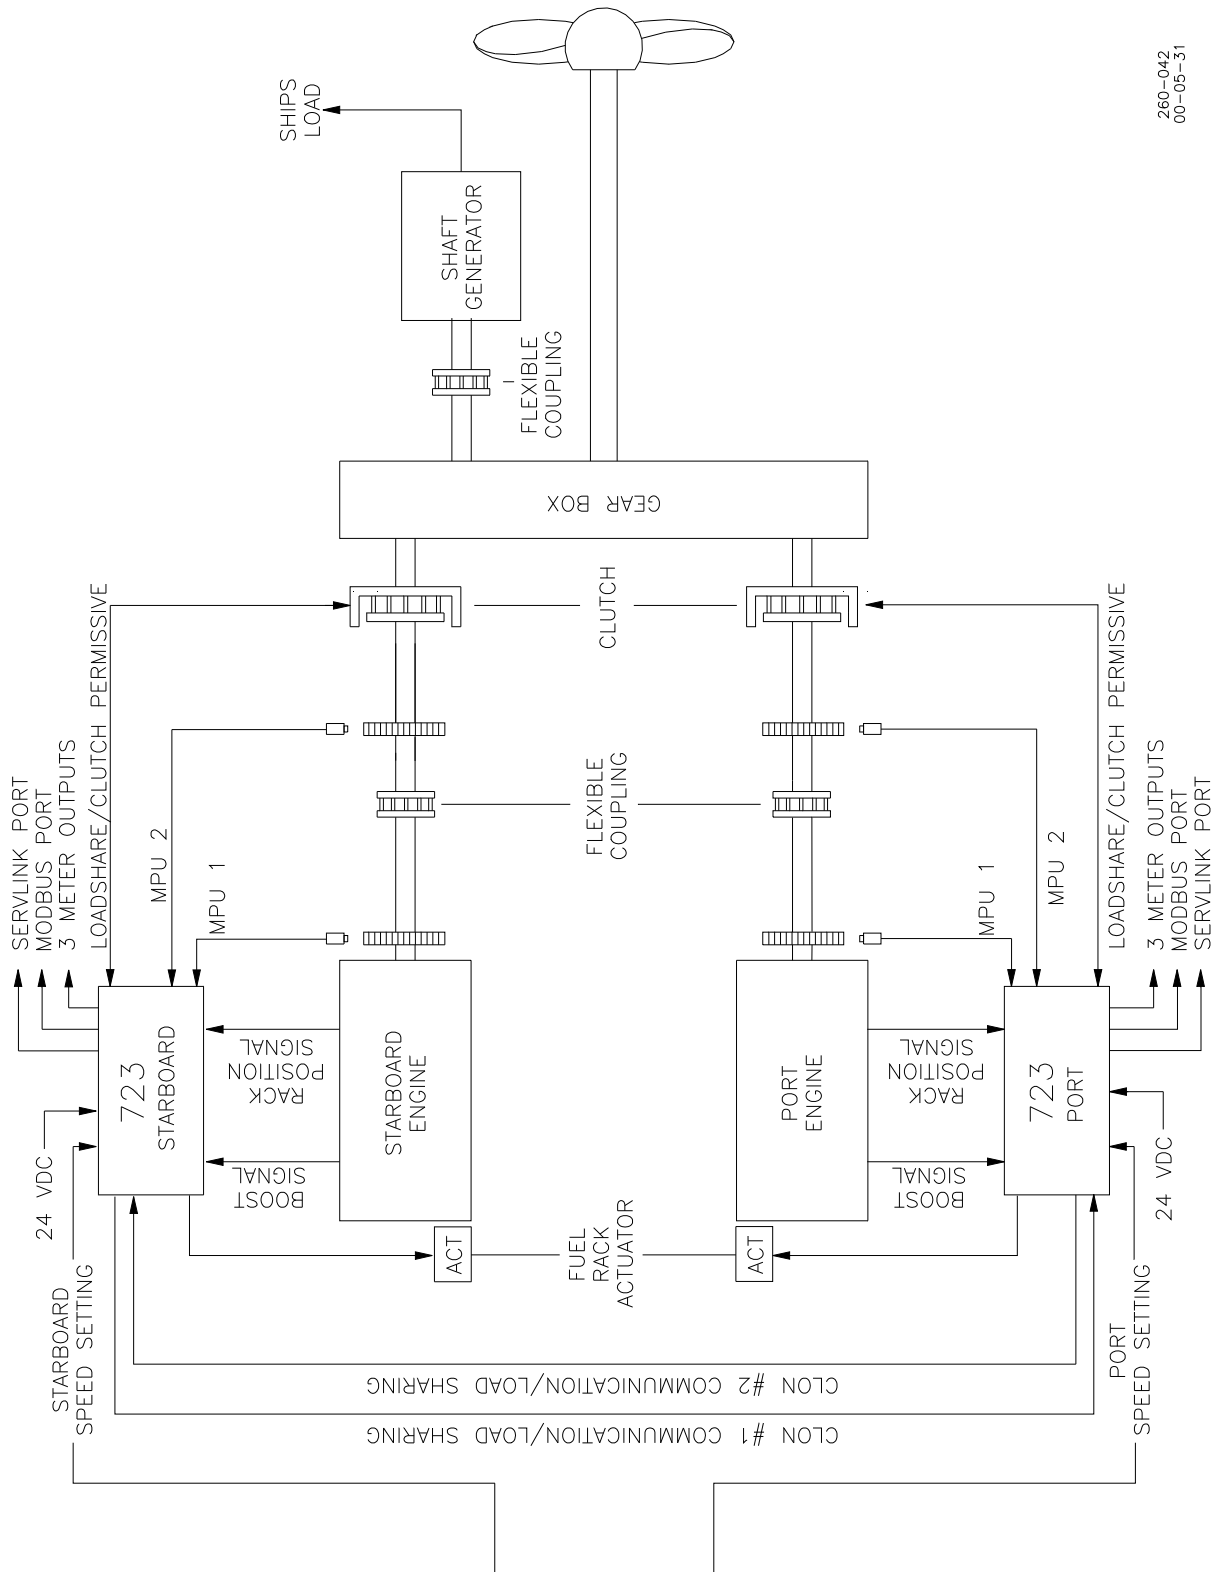 SHIPS
LOAD
260-042
00-05-31
SHAFT
GENERATOR
FLEXIBLE
COUPLING
GEAR BOX
CLUTCH
FLEXIBLE
COUPLING
SERVLINK PORT
MODBUS PORT
3 METER OUTPUTS
LOADSHARE/CLUTCH PERMISSIVE
MPU 2
MPU 1
MPU 1
MPU 2
LOADSHARE/CLUTCH PERMISSIVE
3 METER OUTPUTS
MODBUS PORT
SERVLINK PORT
723
STARBOARD
RACK
POSITION
SIGNAL
BOOST
SIGNAL
STARBOARD
ENGINE
PORT
ENGINE
RACK
POSITION
SIGNAL
BOOST
SIGNAL
723
PORT
24 VDC
STARBOARD
SPEED SETTING
ACT
FUEL
RACK
ACTUATOR
ACT
24 VDC
PORT
SPEED SETTING
CLON #2 COMMUNICATION/LOAD SHARING
CLON #1 COMMUNICATION/LOAD SHARING